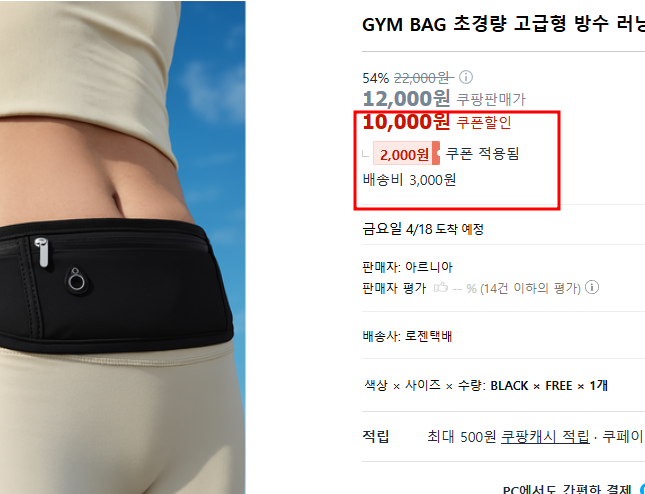 GYM BAG 초경량 고급형 방수 러닝
54% 22,000원
12,000원 쿠팡판매가
10,000원 쿠폰할인
2,000원 쿠폰 적용됨
배송비 3,000원
금요일 4/18 도착 예정
판매자: 아르니아
판매자 평가 -- % (14건 이하의 평가)
배송사: 로젠택배
색상 × 사이즈 × 수량: BLACK × FREE × 1개
적립 최대 500원 쿠팡캐시 적립 · 쿠페이
PC에서도 간편한 결제